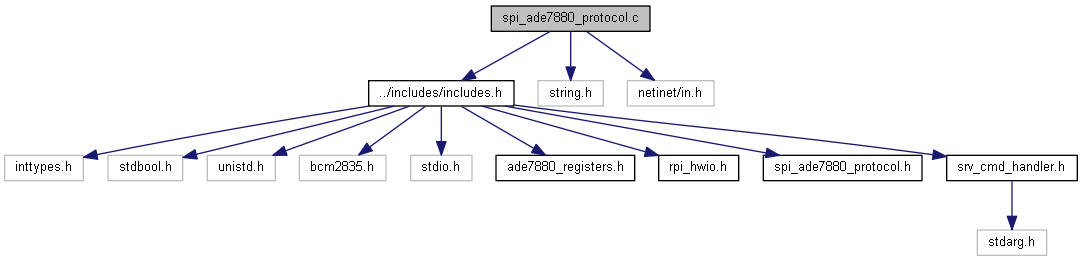 spi_ade7880_protocol.c
../includes/includes.h
string.h
netinet/in.h
inttypes.h
stdbool.h
unistd.h
bcm2835.h
stdio.h
ade7880_registers.h
rpi_hwio.h
spi_ade7880_protocol.h
srv_cmd_handler.h
stdarg.h